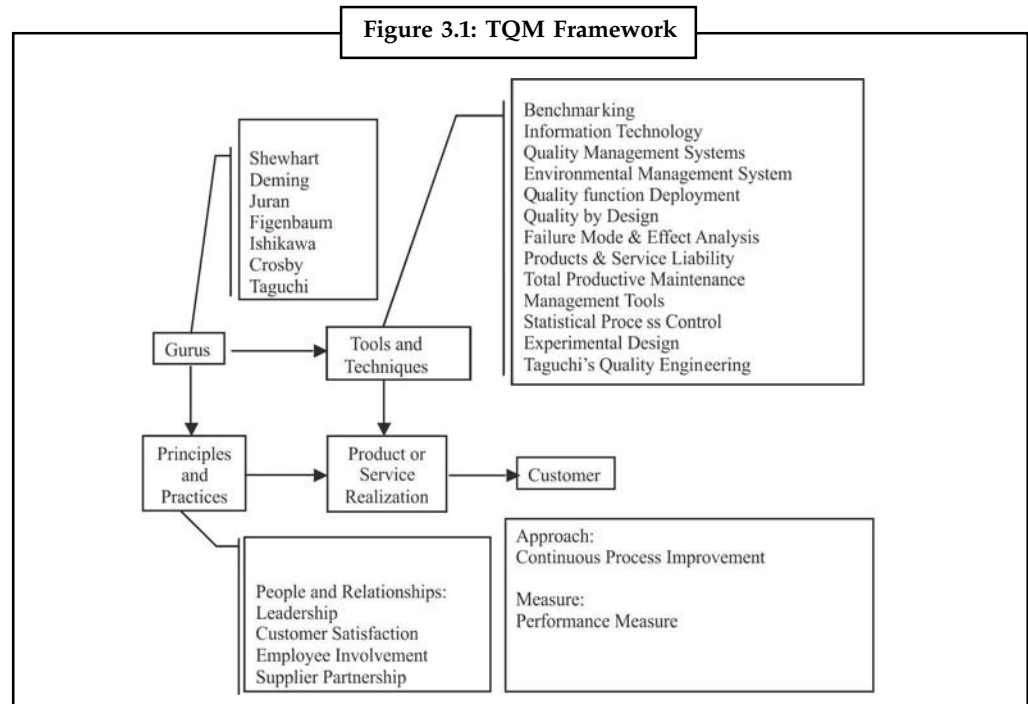 Figure 3.1: TQM Framework
Benchmarking
Information Technology
Quality Management Systems
Environmental Management System
Quality function Deployment
Quality by Design
Failure Mode & Effect Analysis
Products & Service Liability
Total Productive Maintenance
Management Tools
Statistical Proce ss Control
Experimental Design
Taguchi's Quality Engineering
Shewhart
Deming
Juran
Figenbaum
Ishikawa
Crosby
Taguchi
Gurus
Tools and
Techniques
Principles
and
Practices
Product or
Service
Realization
Customer
People and Relationships:
Leadership
Customer Satisfaction
Employee Involvement
Supplier Partnership
Approach:
Continuous Process Improvement
Measure:
Performance Measure